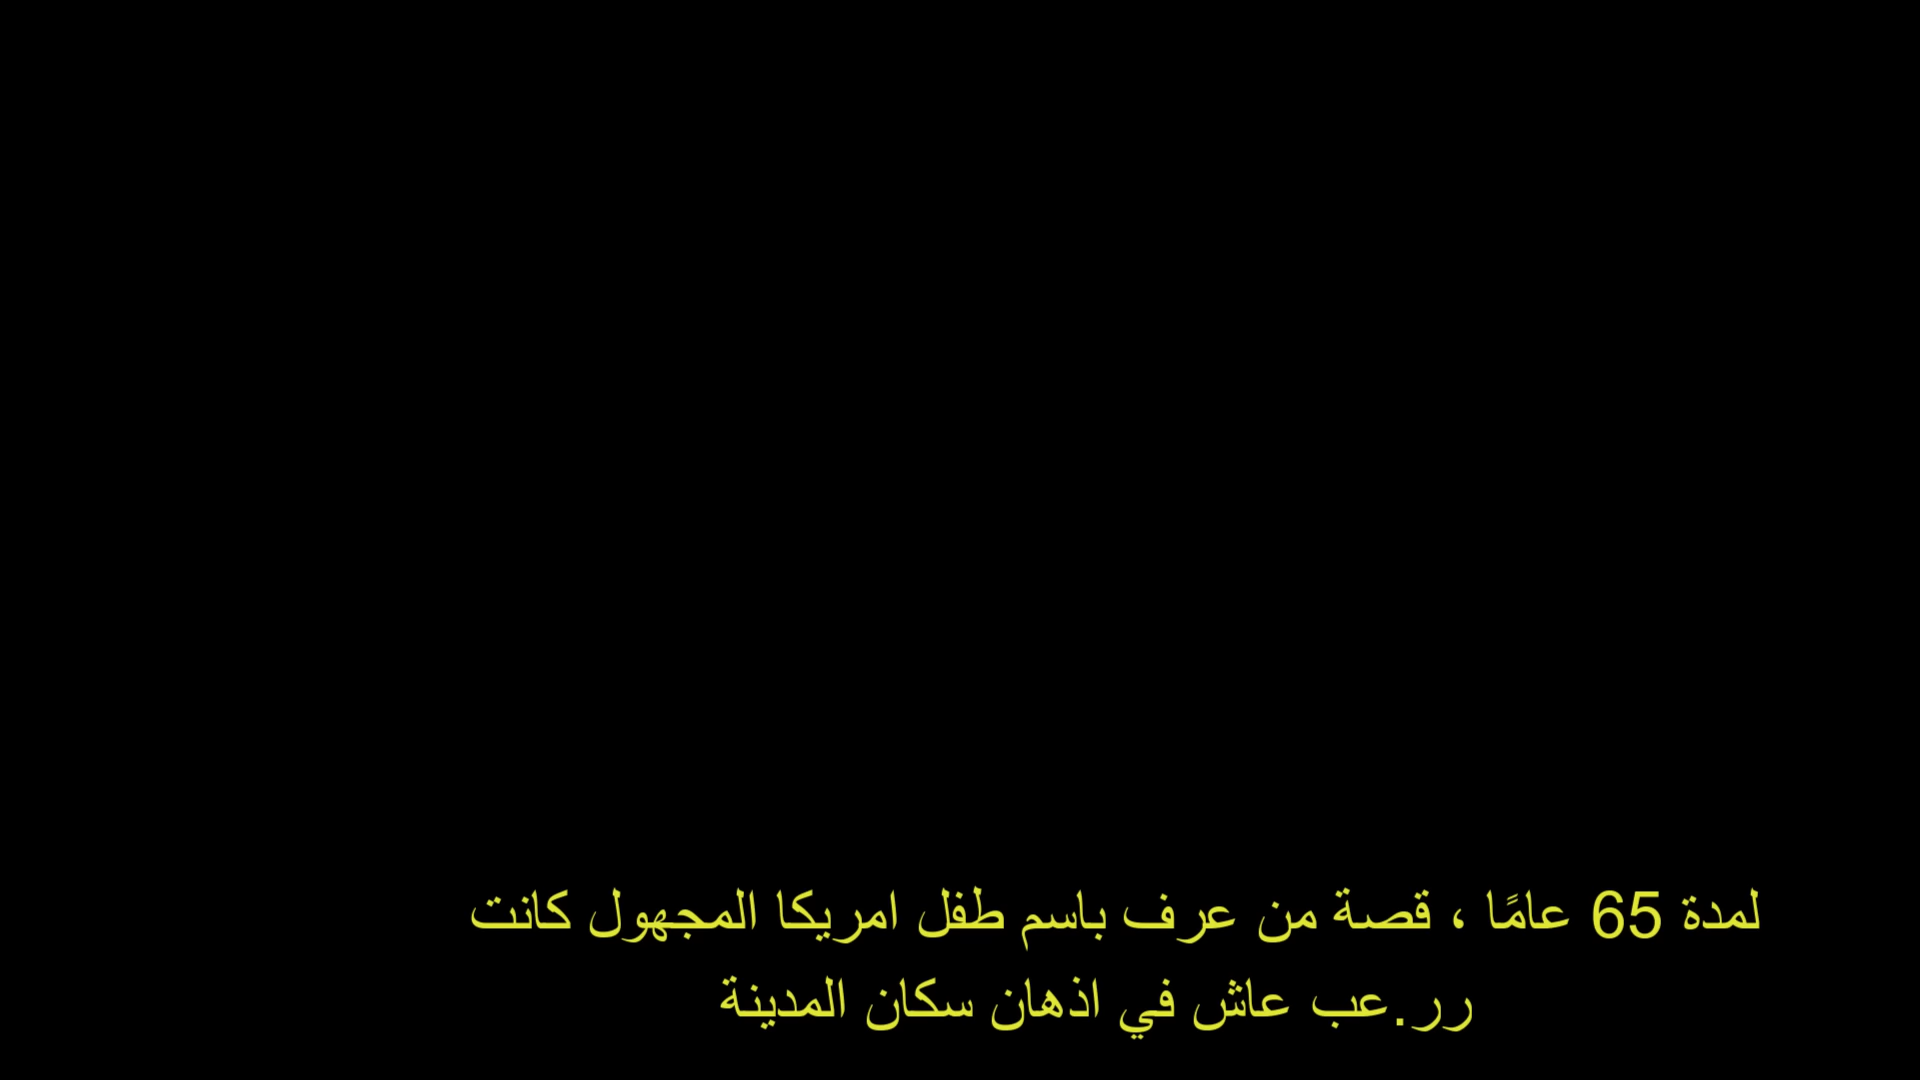 لمدة 65 عامًا ، قصة من عرف باسم طفل امريكا المجهول كانت
رر.عب عاش في اذهان سكان المدينة